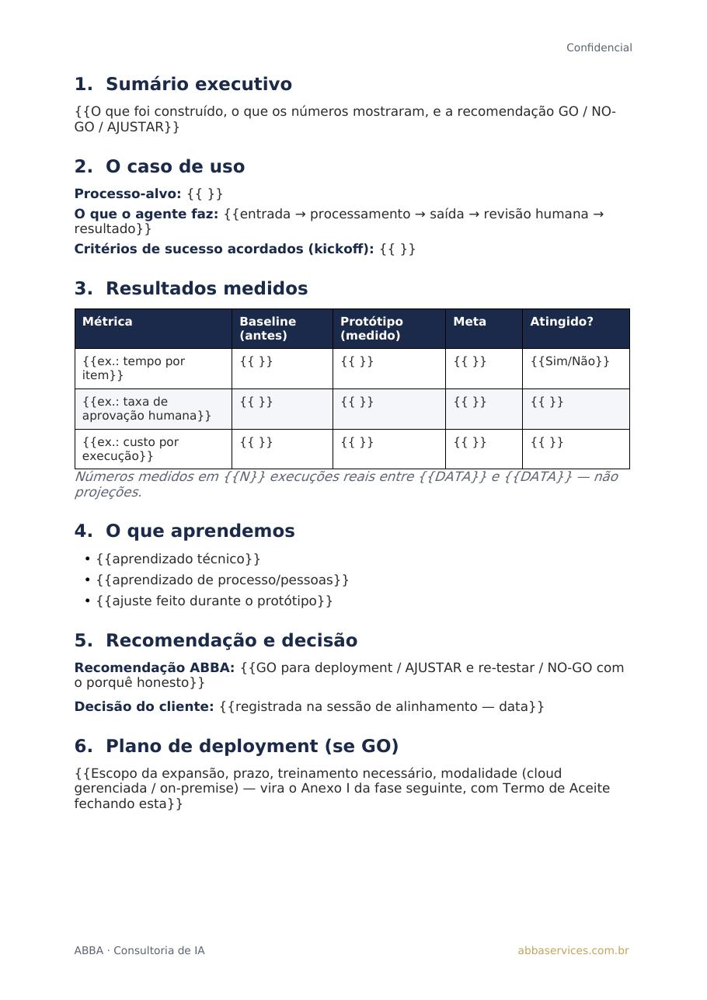 Confidencial
1. Sumário executivo
{{O que foi construído, o que os números mostraram, e a recomendação GO / NO-
GO / AJUSTAR}}
2. O caso de uso
Processo-alvo: {{ }}
O que o agente faz: {{entrada → processamento → saída → revisão humana →
resultado}}
Critérios de sucesso acordados (kickoff): {{ }}
3. Resultados medidos
Métrica Baseline Protótipo Meta Atingido?
(antes) (medido)
{{ex.: tempo por {{ }} {{ }} {{ }} {{Sim/Não}}
item}}
{{ex.: taxa de {{ }} {{ }} {{ }} {{ }}
aprovação humana}}
{{ex.: custo por {{ }} {{ }} {{ }} {{ }}
execução}}
Números medidos em {{N}} execuções reais entre {{DATA}} e {{DATA}} — não
projeções.
4. O que aprendemos
• {{aprendizado técnico}}
• {{aprendizado de processo/pessoas}}
• {{ajuste feito durante o protótipo}}
5. Recomendação e decisão
Recomendação ABBA: {{GO para deployment / AJUSTAR e re-testar / NO-GO com
o porquê honesto}}
Decisão do cliente: {{registrada na sessão de alinhamento — data}}
6. Plano de deployment (se GO)
{{Escopo da expansão, prazo, treinamento necessário, modalidade (cloud
gerenciada / on-premise) — vira o Anexo I da fase seguinte, com Termo de Aceite
fechando esta}}
ABBA · Consultoria de IA abbaservices.com.br